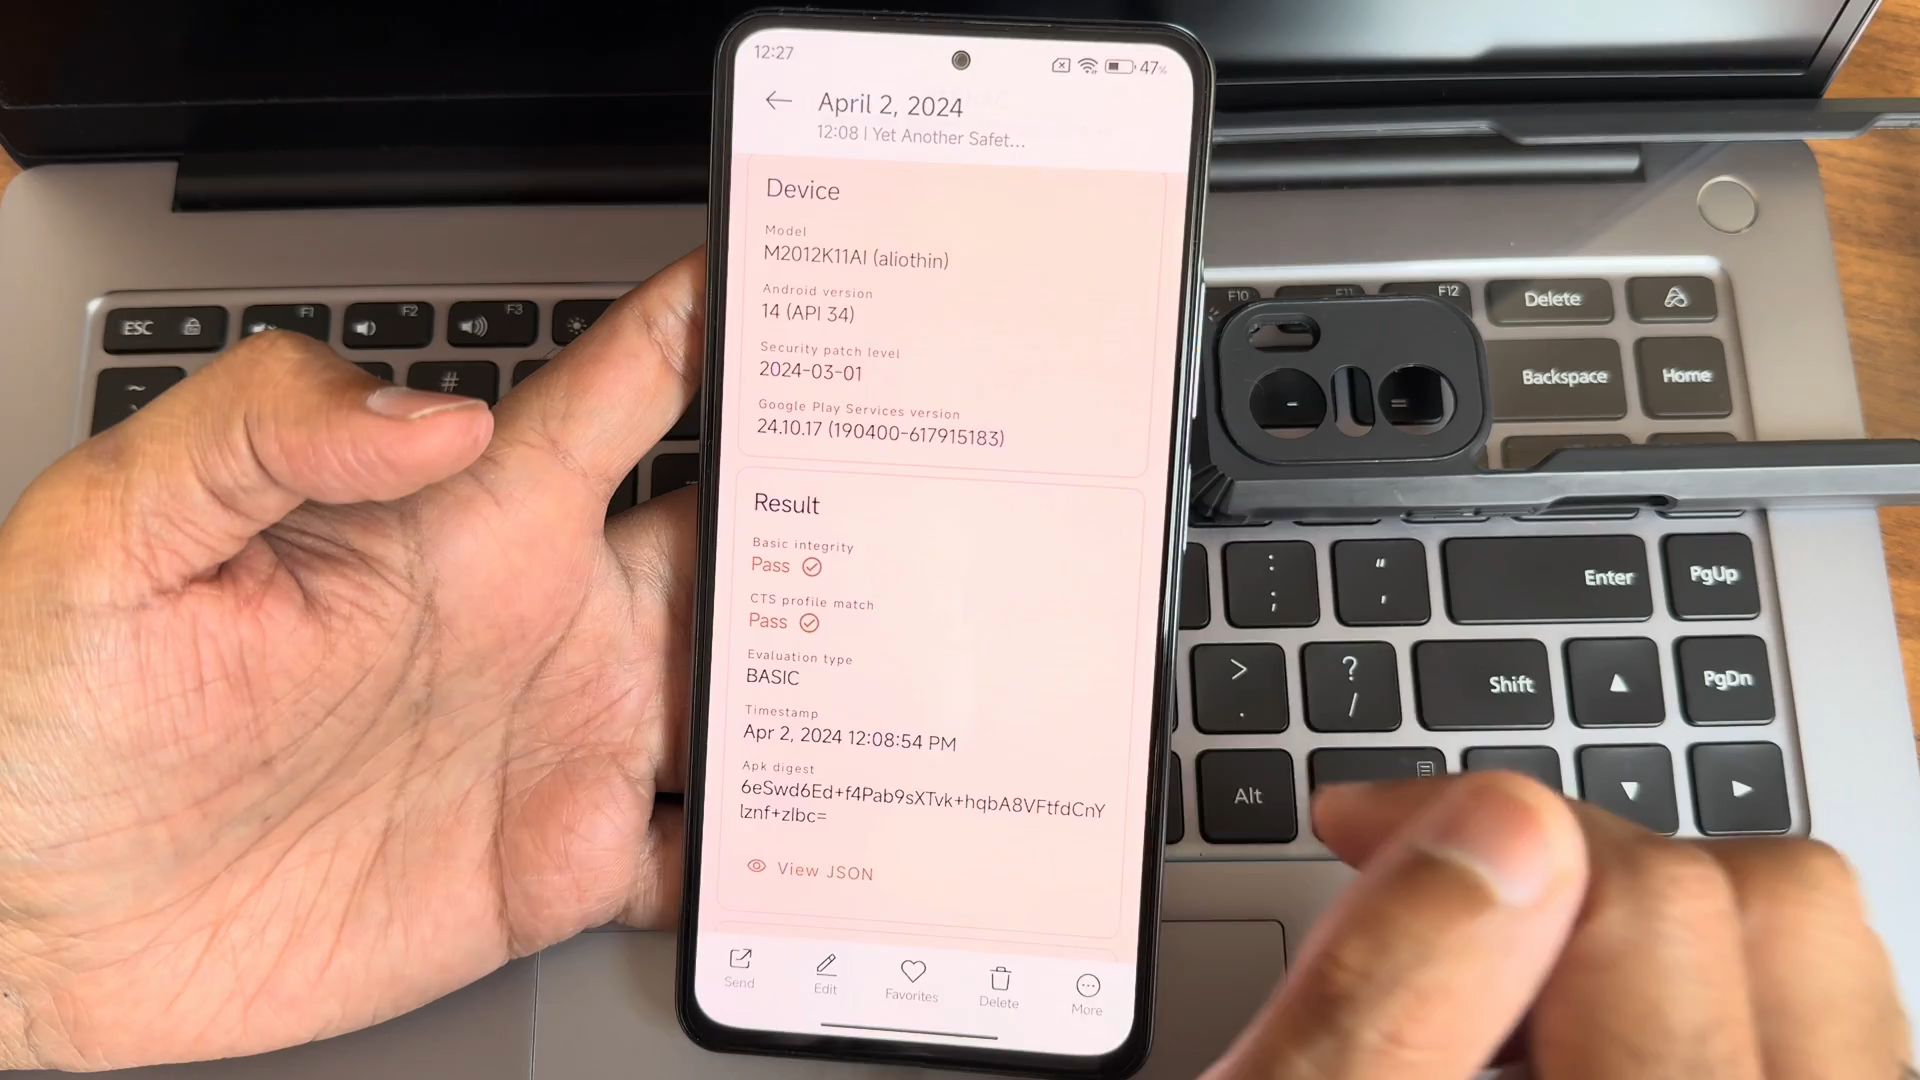 12:27
47%
April 2, 2024
12:08 | Yet Another Safet...
Device
Model
M2012K11AI (aliothin)
Android version
14 (API 34)
Security patch level
2024-03-01
Google Play Services version
24.10.17 (190400-617915183)
Result
Basic integrity
Pass
CTS profile match
Pass
Evaluation type
BASIC
Timestamp
Apr 2, 2024 12:08:54 PM
Apk digest
6eSwd6Ed+f4Pab9sXTvk+hqbA8VFtfdCnY
lznf+zIbc=
View JSON
Send
Edit
Favorites
Delete
More
ESC
F1
F2
F3
#
~
F10
F11
F12
Delete
-
=
Backspace
Home
:
;
"
'
Enter
PgUp
>
.
?
/
Shift
PgDn
Alt